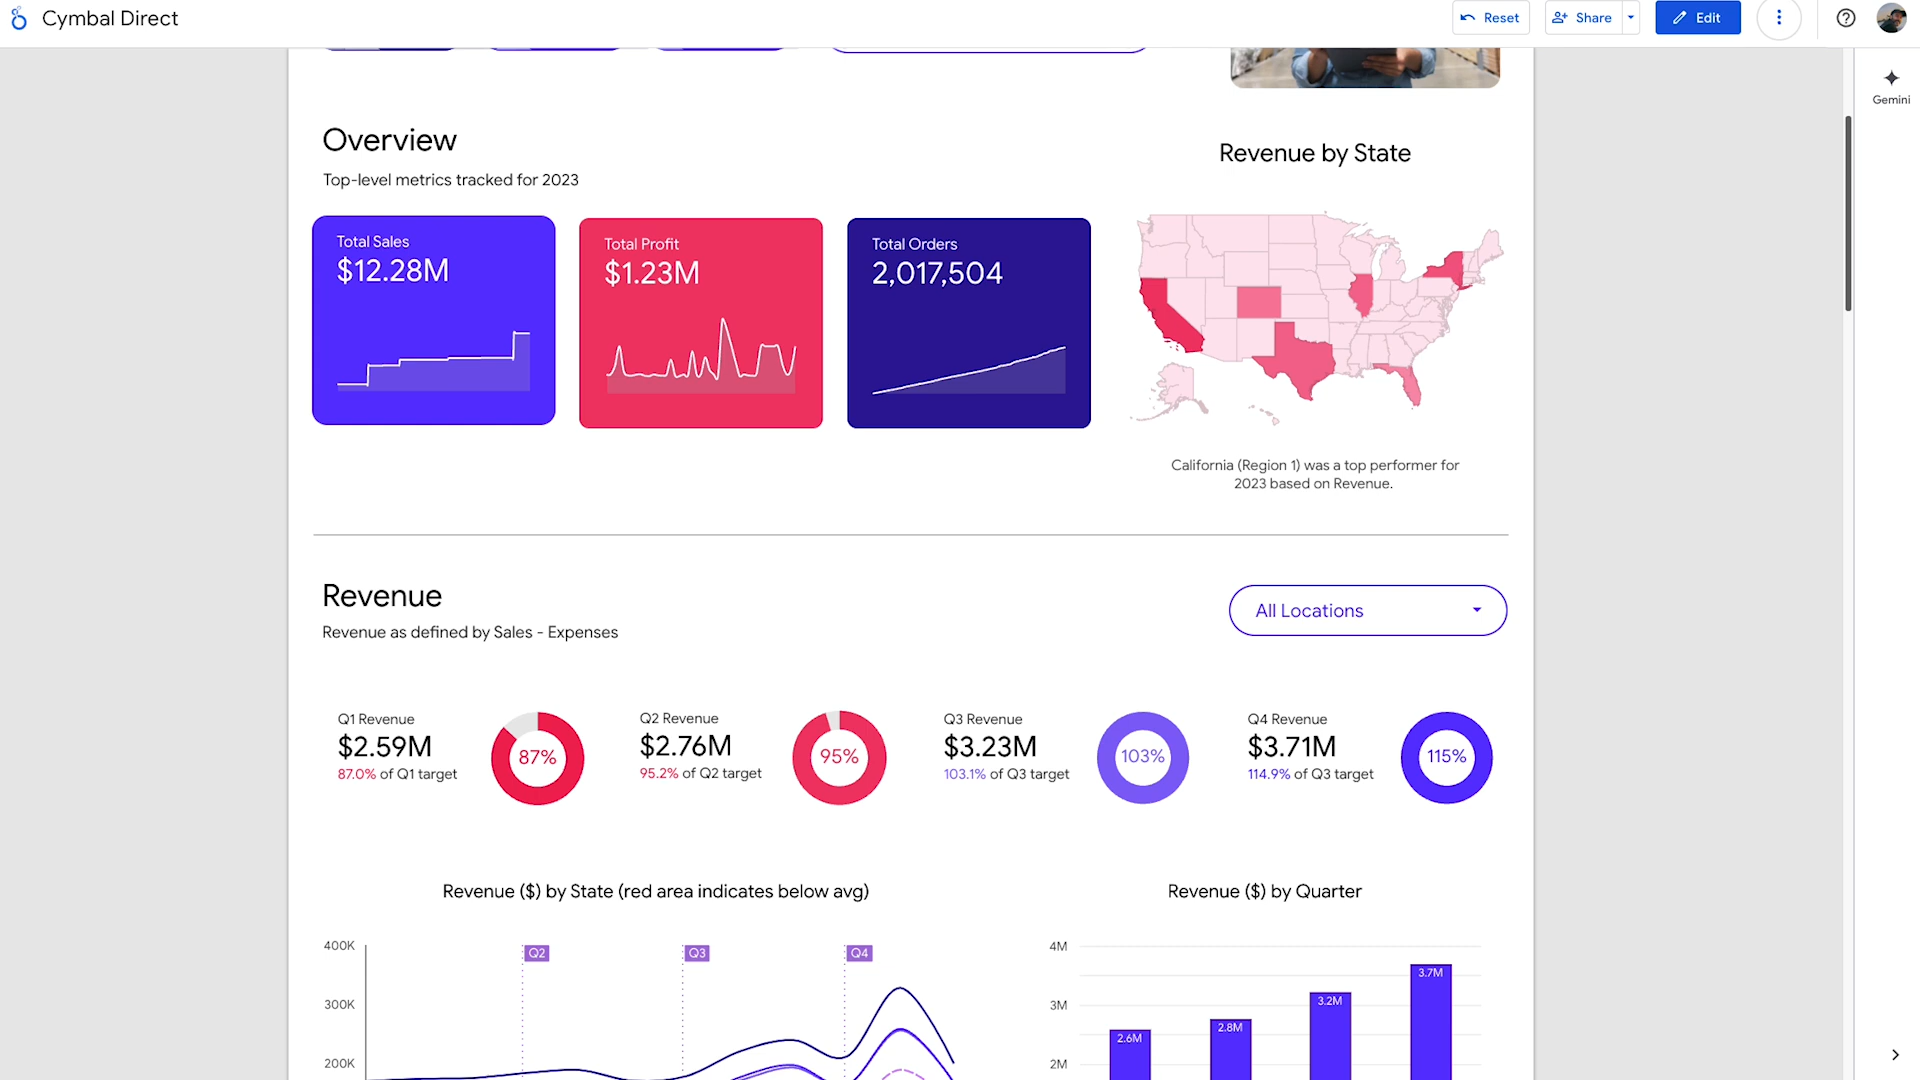 Cymbal Direct
Reset
Share
Edit
Gemini
Overview
Top-level metrics tracked for 2023
Revenue by State
Total Sales
$12.28M
Total Profit
$1.23M
Total Orders
2,017,504
California (Region 1) was a top performer for
2023 based on Revenue.
Revenue
Revenue as defined by Sales - Expenses
All Locations
Q1 Revenue
$2.59M
87.0% of Q1 target
87%
Q2 Revenue
$2.76M
95.2% of Q2 target
95%
Q3 Revenue
$3.23M
103.1% of Q3 target
103%
Q4 Revenue
$3.71M
114.9% of Q3 target
115%
Revenue ($) by State (red area indicates below avg)
400K
300K
200K
Q2
Q3
Q4
Revenue ($) by Quarter
4M
3M
2M
2.6M
2.8M
3.2M
3.7M